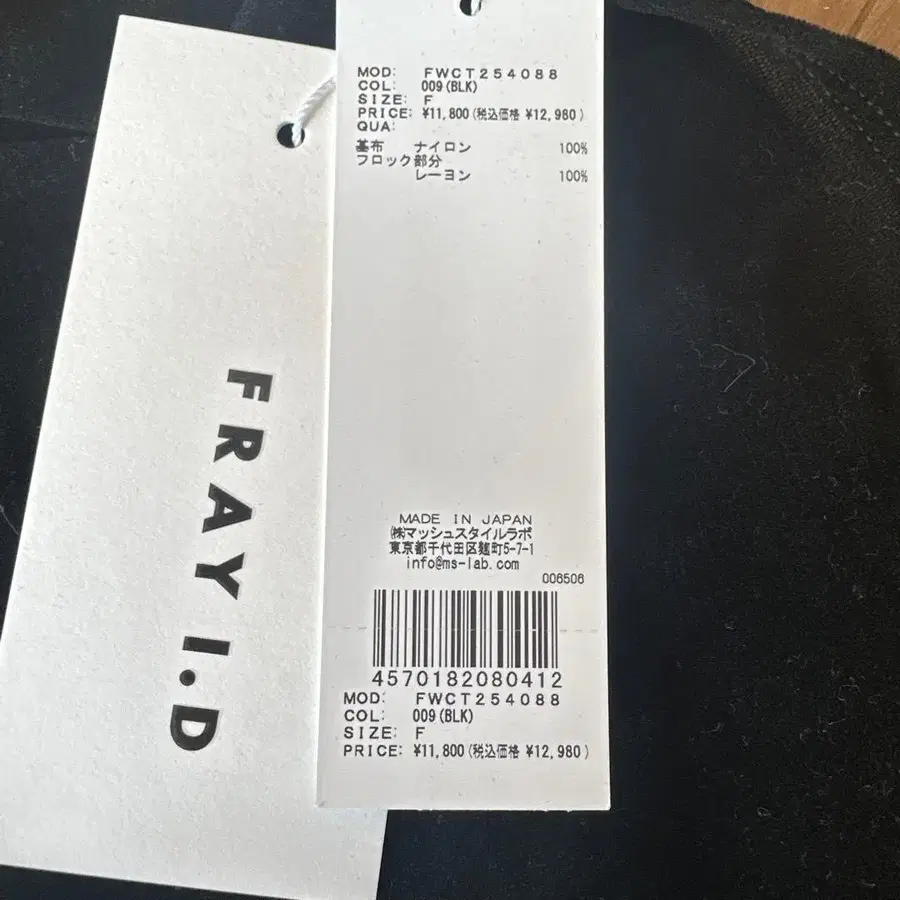 FRAY I.D
MOD: FWCT254088
COL: 009(BLK)
SIZE: F
PRICE: ¥11,800(税込価格 ¥12,980)
QUA:
基布 ナイロン 100%
フロック部分
レーヨン 100%
MADE IN JAPAN
㈱マッシュスタイルラボ
東京都千代田区麹町5-7-1
info@ms-lab.com
006506
4570182080412
MOD: FWCT254088
COL: 009(BLK)
SIZE: F
PRICE: ¥11,800(税込価格 ¥12,980)